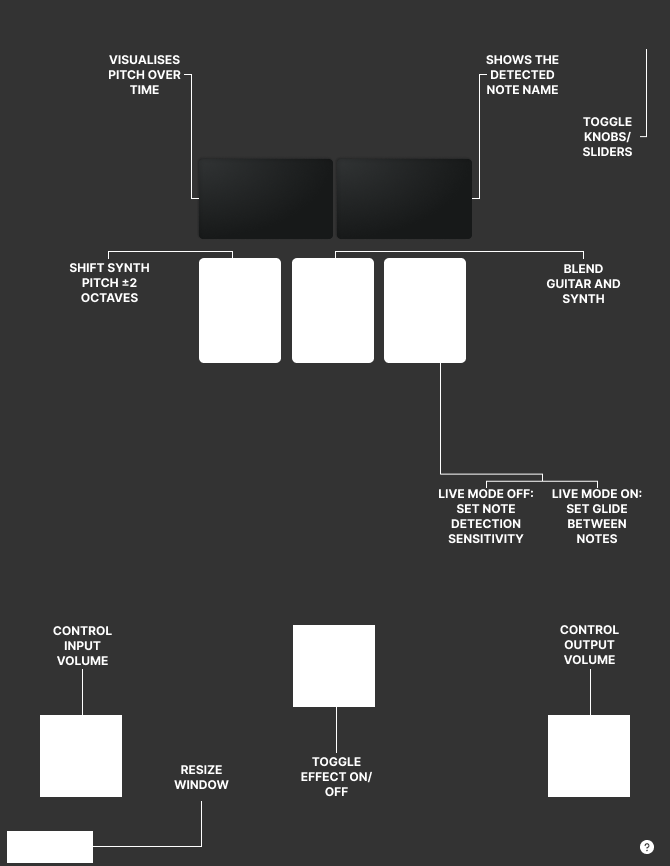 VISUALISES
PITCH OVER
TIME
SHOWS THE
DETECTED
NOTE NAME
TOGGLE
KNOBS/
SLIDERS
SHIFT SYNTH
PITCH ±2
OCTAVES
BLEND
GUITAR AND
SYNTH
LIVE MODE OFF:
SET NOTE
DETECTION
SENSITIVITY
LIVE MODE ON:
SET GLIDE
BETWEEN
NOTES
CONTROL
INPUT
VOLUME
CONTROL
OUTPUT
VOLUME
TOGGLE
EFFECT ON/
OFF
RESIZE
WINDOW
?